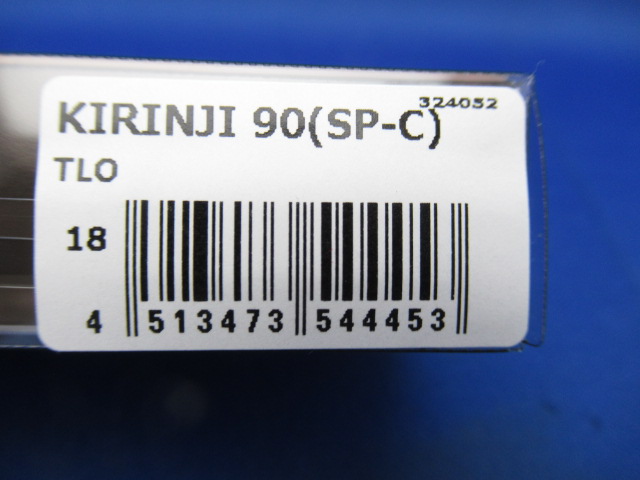 324052
KIRINJI 90(SP-C)
TLO
18
4 513473 544453